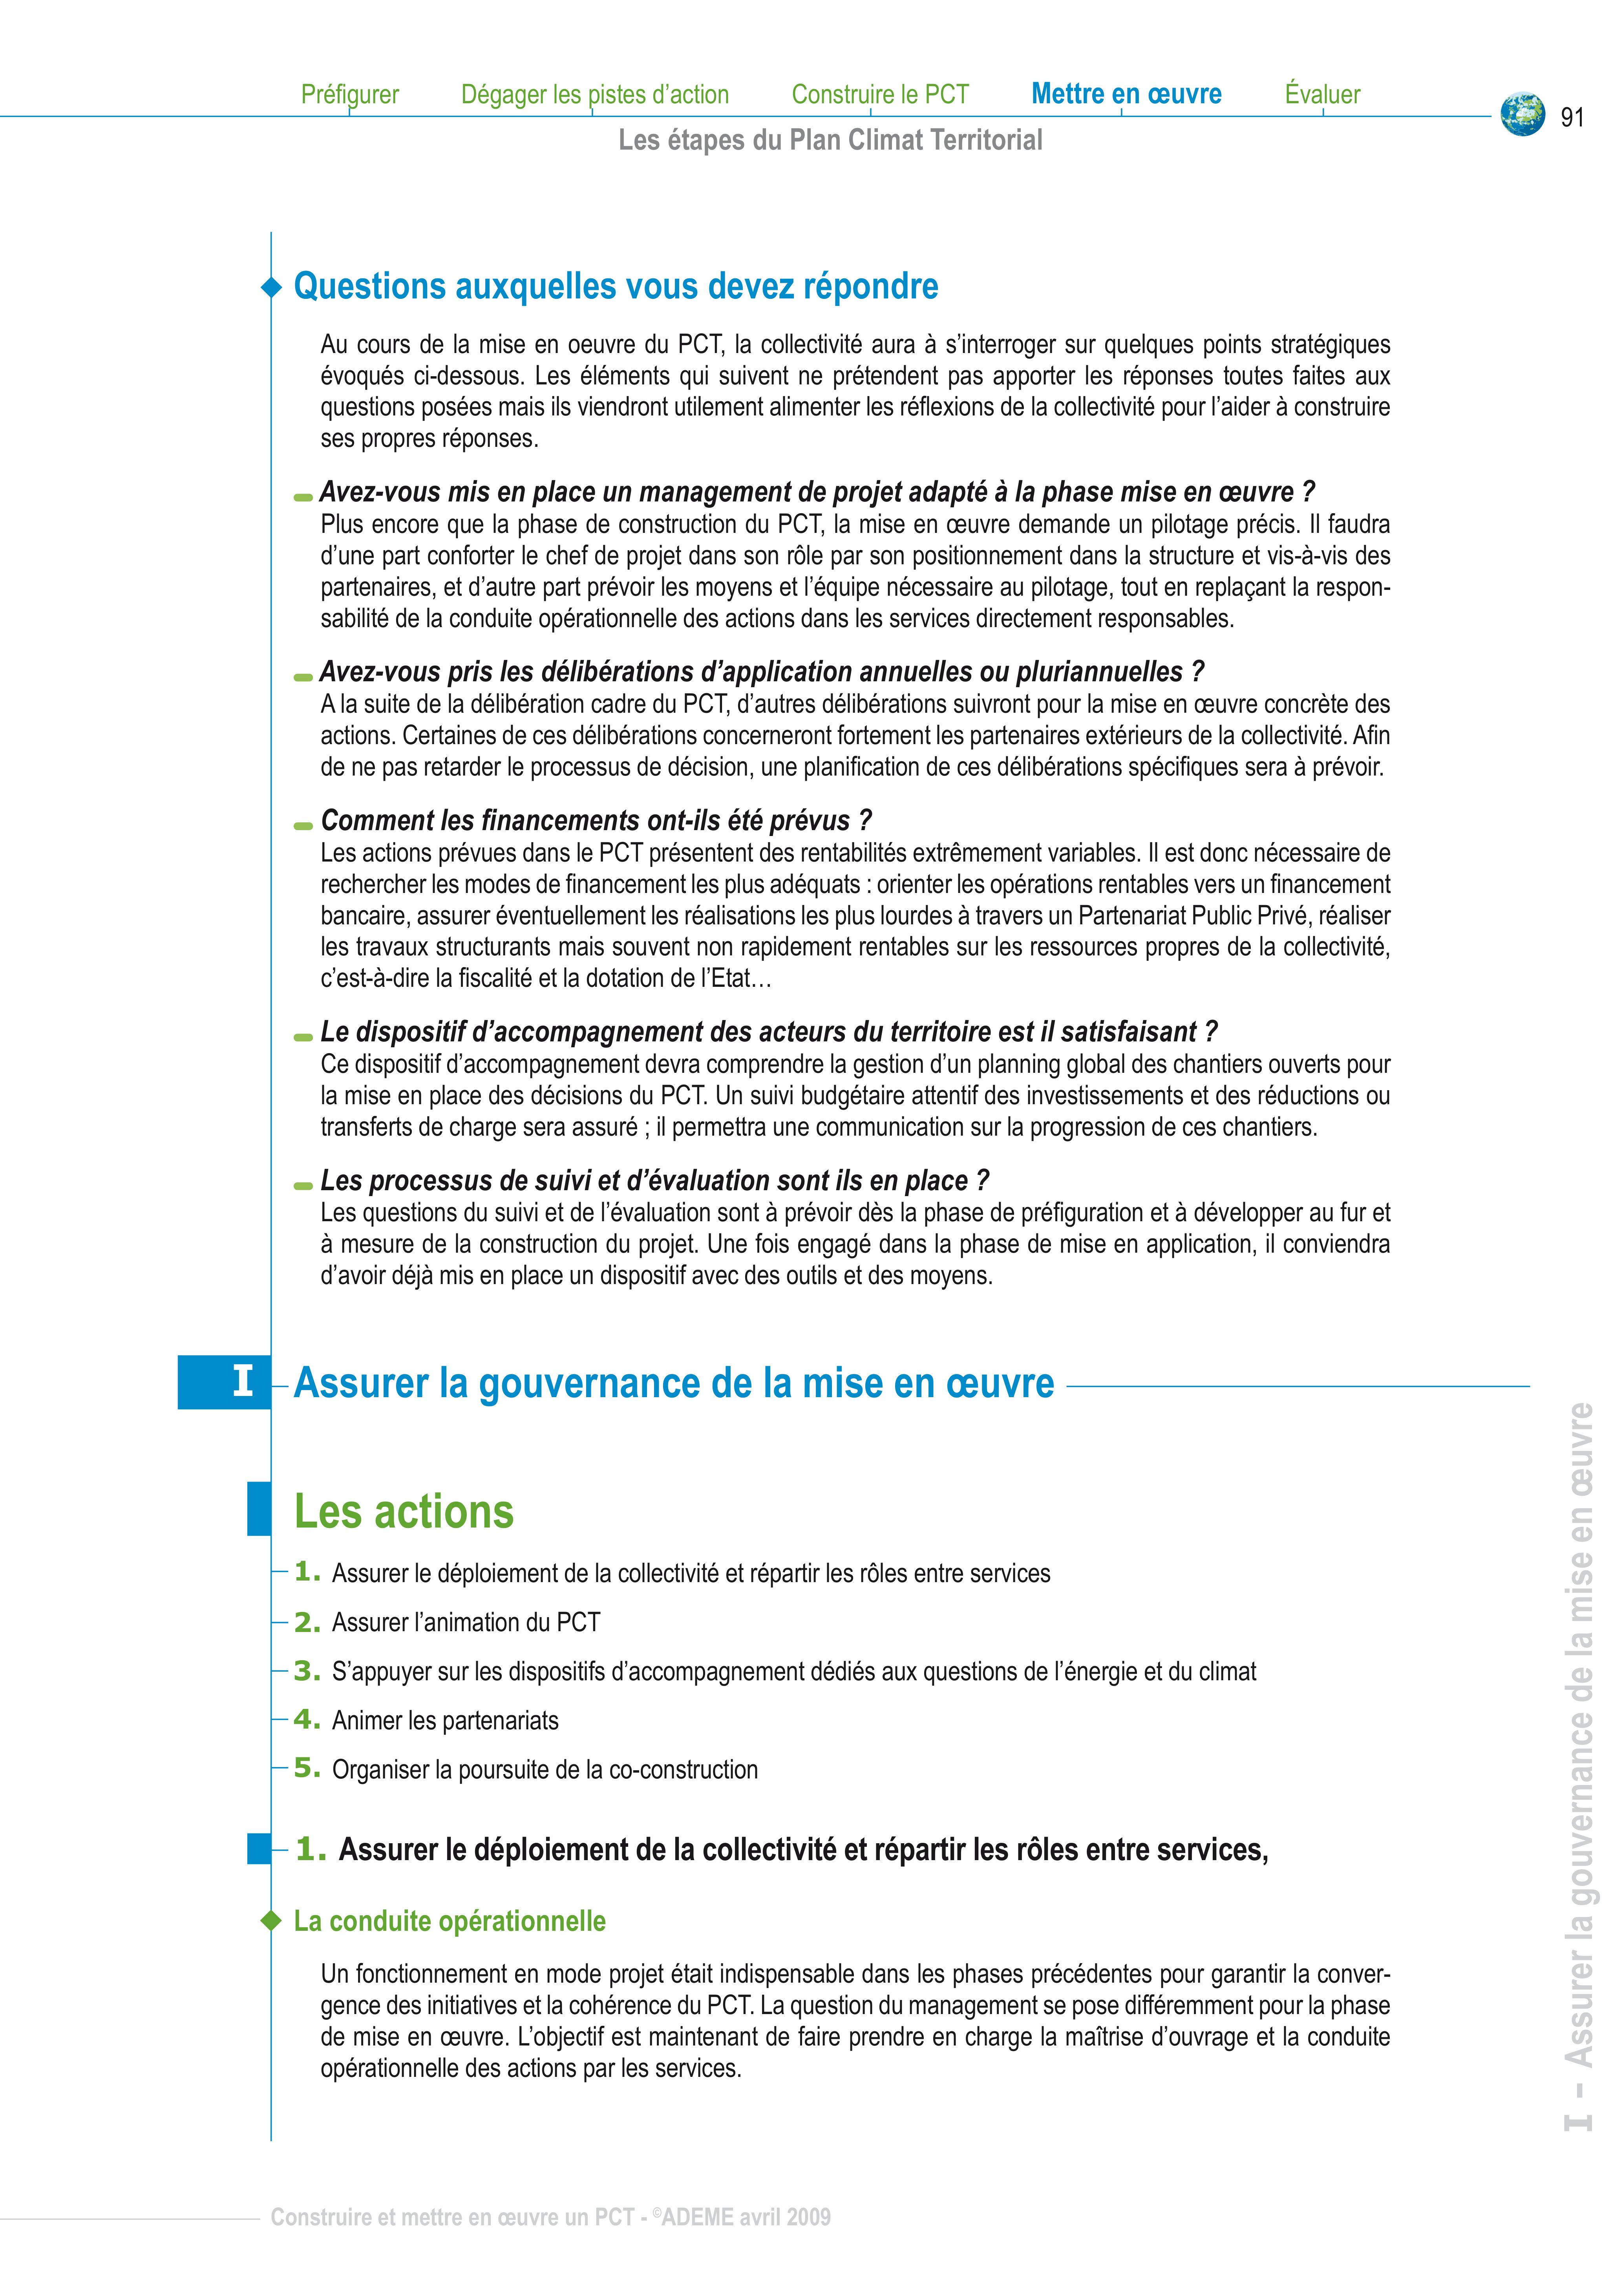 Préfigurer Dégager les pistes d’action Construire le PCT Mettre en œuvre Évaluer
91
Les étapes du Plan Climat Territorial
Questions auxquelles vous devez répondre
Au cours de la mise en oeuvre du PCT, la collectivité aura à s’interroger sur quelques points stratégiques
évoqués ci-dessous. Les éléments qui suivent ne prétendent pas apporter les réponses toutes faites aux
questions posées mais ils viendront utilement alimenter les réflexions de la collectivité pour l’aider à construire
ses propres réponses.
Avez-vous mis en place un management de projet adapté à la phase mise en œuvre ?
Plus encore que la phase de construction du PCT, la mise en œuvre demande un pilotage précis. Il faudra
d’une part conforter le chef de projet dans son rôle par son positionnement dans la structure et vis-à-vis des
partenaires, et d’autre part prévoir les moyens et l’équipe nécessaire au pilotage, tout en replaçant la respon-
sabilité de la conduite opérationnelle des actions dans les services directement responsables.
Avez-vous pris les délibérations d’application annuelles ou pluriannuelles ?
A la suite de la délibération cadre du PCT, d’autres délibérations suivront pour la mise en œuvre concrète des
actions. Certaines de ces délibérations concerneront fortement les partenaires extérieurs de la collectivité. Afin
de ne pas retarder le processus de décision, une planification de ces délibérations spécifiques sera à prévoir.
Comment les financements ont-ils été prévus ?
Les actions prévues dans le PCT présentent des rentabilités extrêmement variables. Il est donc nécessaire de
rechercher les modes de financement les plus adéquats : orienter les opérations rentables vers un financement
bancaire, assurer éventuellement les réalisations les plus lourdes à travers un Partenariat Public Privé, réaliser
les travaux structurants mais souvent non rapidement rentables sur les ressources propres de la collectivité,
c’est-à-dire la fiscalité et la dotation de l’Etat…
Le dispositif d’accompagnement des acteurs du territoire est il satisfaisant ?
Ce dispositif d’accompagnement devra comprendre la gestion d’un planning global des chantiers ouverts pour
la mise en place des décisions du PCT. Un suivi budgétaire attentif des investissements et des réductions ou
transferts de charge sera assuré ; il permettra une communication sur la progression de ces chantiers.
Les processus de suivi et d’évaluation sont ils en place ?
Les questions du suivi et de l’évaluation sont à prévoir dès la phase de préfiguration et à développer au fur et
à mesure de la construction du projet. Une fois engagé dans la phase de mise en application, il conviendra
d’avoir déjà mis en place un dispositif avec des outils et des moyens.
I Assurer la gouvernance de la mise en œuvre
Les actions
1. Assurer le déploiement de la collectivité et répartir les rôles entre services
2. Assurer l’animation du PCT
3. S’appuyer sur les dispositifs d’accompagnement dédiés aux questions de l’énergie et du climat
4. Animer les partenariats
5. Organiser la poursuite de la co-construction
1. Assurer le déploiement de la collectivité et répartir les rôles entre services,
La conduite opérationnelle
Un fonctionnement en mode projet était indispensable dans les phases précédentes pour garantir la conver-
gence des initiatives et la cohérence du PCT. La question du management se pose différemment pour la phase
de mise en œuvre. L’objectif est maintenant de faire prendre en charge la maîtrise d’ouvrage et la conduite
opérationnelle des actions par les services.
I - Assurer la gouvernance de la mise en œuvre
Construire et mettre en œuvre un PCT - ©ADEME avril 2009